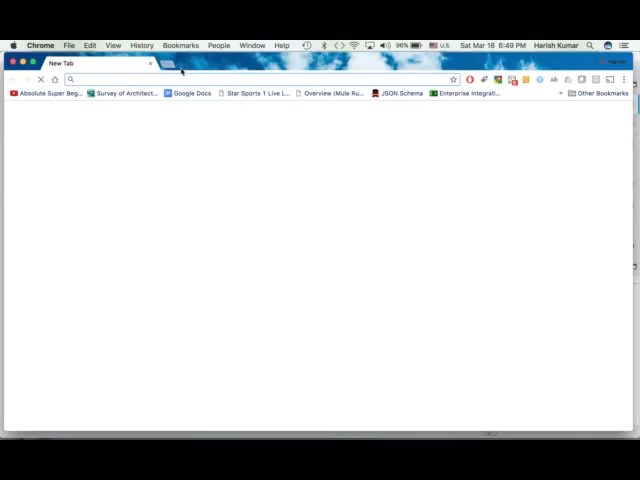 Chrome File Edit View History Bookmarks People Window Help 96% U.S. Sat Mar 18 6:49 PM Harish Kumar
New Tab
Absolute Super Beg... Survey of Architect... Google Docs Star Sports 1 Live L... Overview (Mule Ru... JSON Schema Enterprise Integrati... » Other Bookmarks